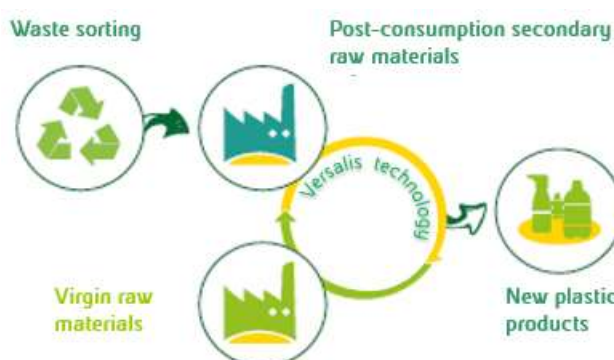 Waste sorting
Post-consumption secondary
raw materials
Versalis technology
Virgin raw
materials
New plastic
products